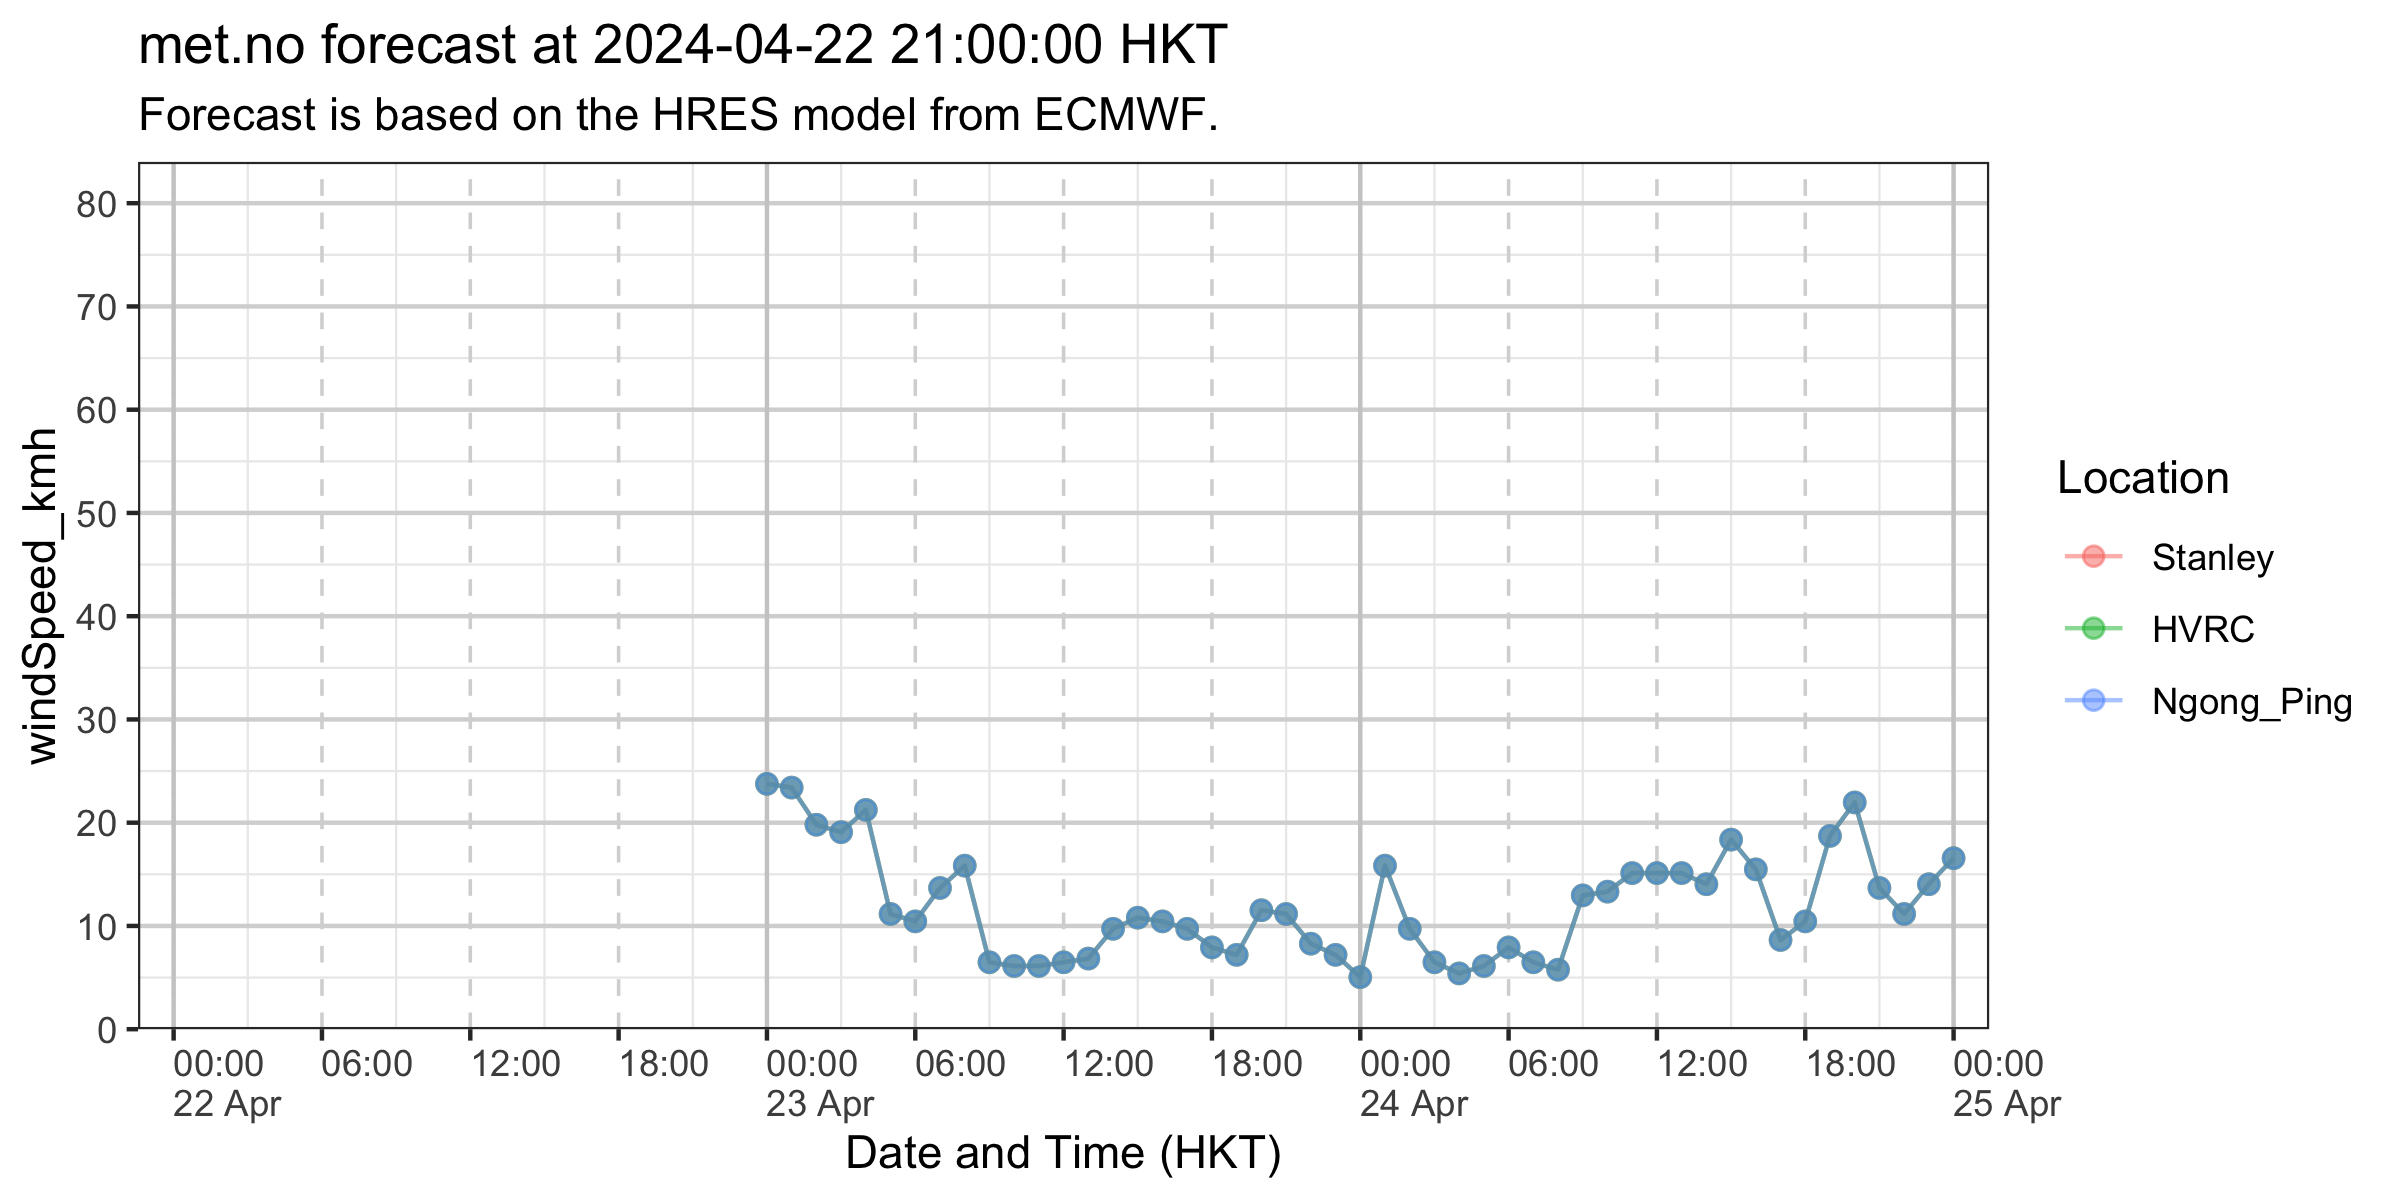 met.no forecast at 2024-04-22 21:00:00 HKT
Forecast is based on the HRES model from ECMWF.
windSpeed_kmh
80
70
60
50
40
30
20
10
0
00:00 06:00 12:00 18:00 00:00 06:00 12:00 18:00 00:00 06:00 12:00 18:00 00:00
22 Apr 23 Apr 24 Apr 25 Apr
Date and Time (HKT)
Location
Stanley
HVRC
Ngong_Ping